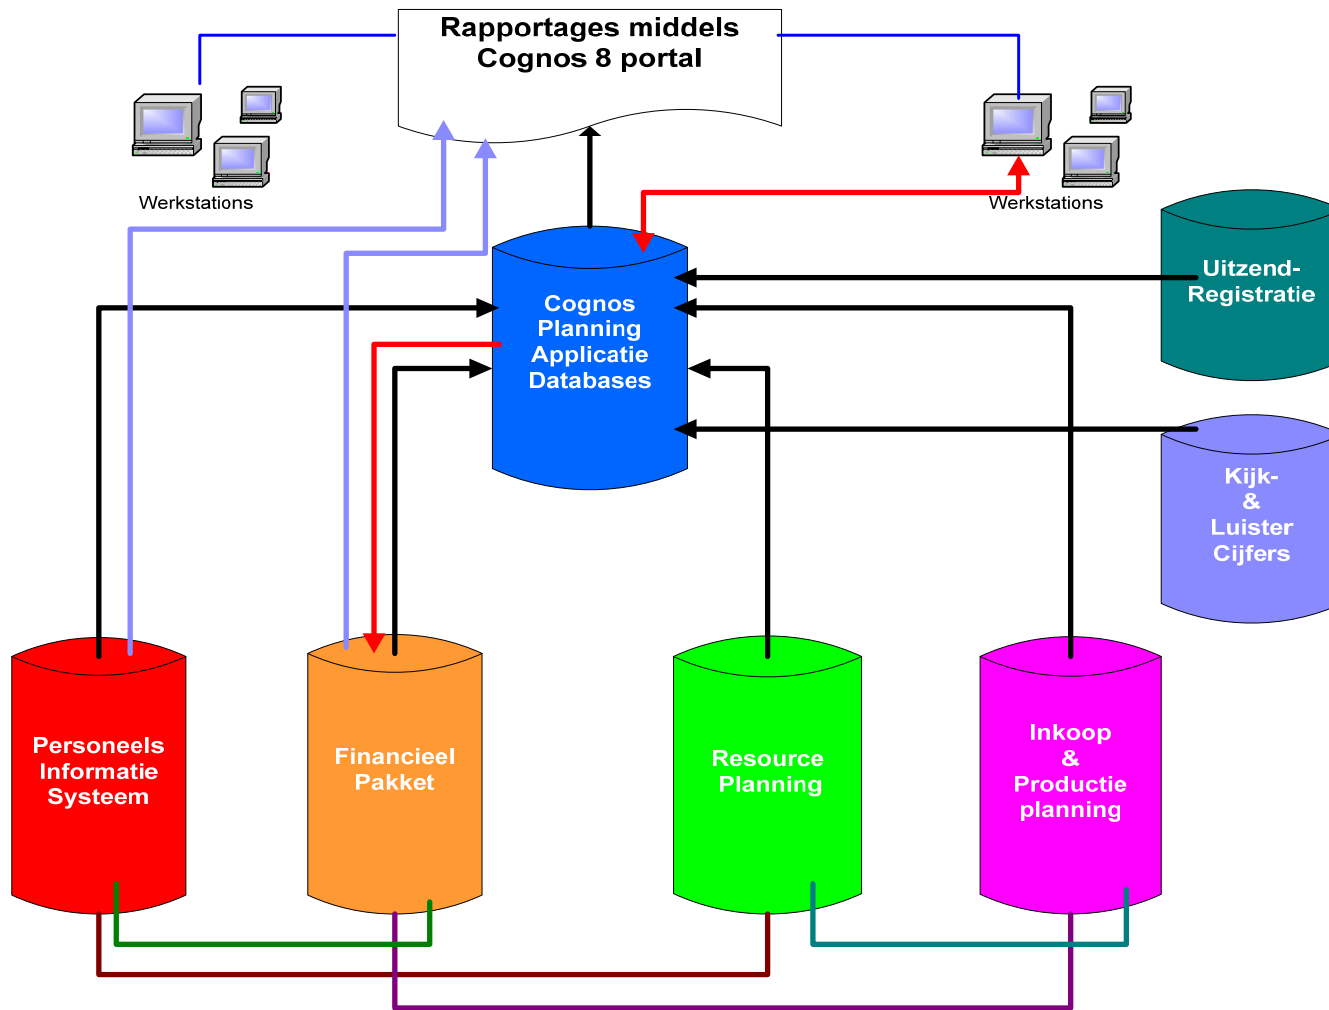 Rapportages middels
Cognos 8 portal
Werkstations
Werkstations
Uitzend-
Registratie
Cognos
Planning
Applicatie
Databases
Kijk-
&
Luister
Cijfers
Personeels
Informatie
Systeem
Financieel
Pakket
Resource
Planning
Inkoop
&
Productie
planning